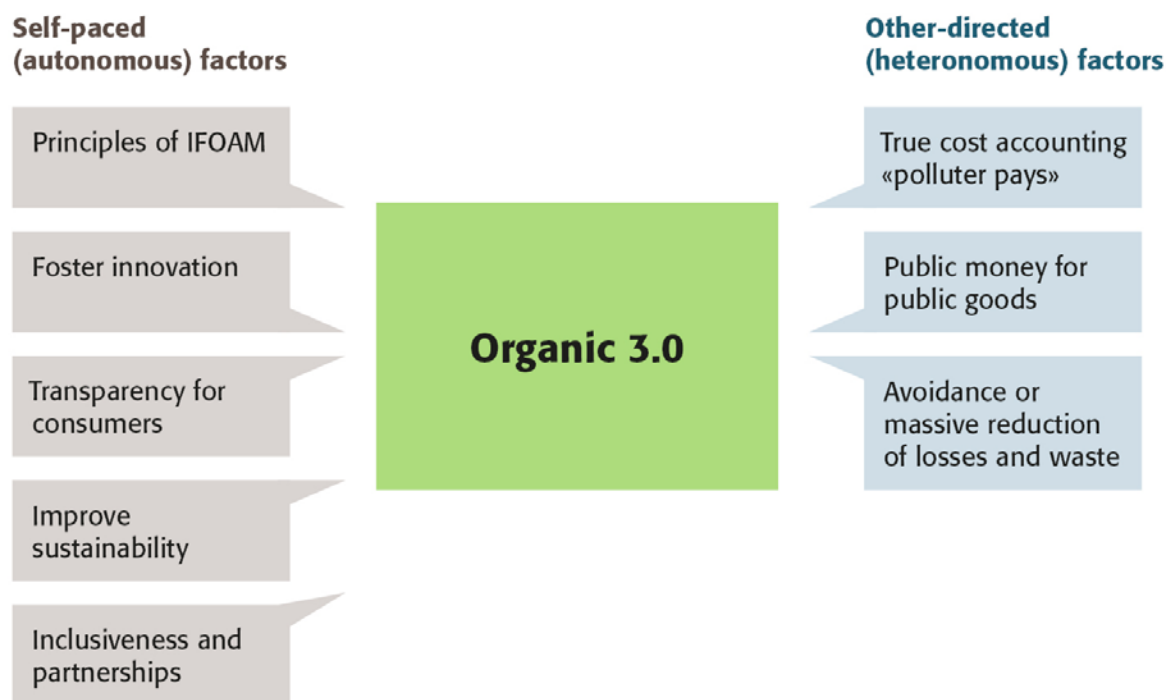 Self-paced
(autonomous) factors
Principles of IFOAM
Foster innovation
Transparency for
consumers
Improve
sustainability
Inclusiveness and
partnerships
Organic 3.0
Other-directed
(heteronomous) factors
True cost accounting
«polluter pays»
Public money for
public goods
Avoidance or
massive reduction
of losses and waste